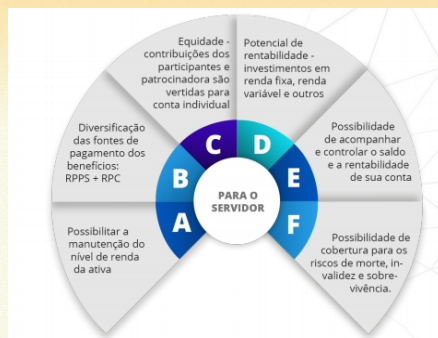 Equidade -
contribuições dos
participantes e
patrocinadora são
vertidas para
conta individual
Potencial de
rentabilidade -
investimentos em
renda fixa, renda
variável e outros
Diversificação
das fontes de
pagamento dos
benefícios:
RPPS + RPC
Possibilidade
de acompanhar
e controlar o saldo
e a rentabilidade
de sua conta
C D
B E
A F
PARA O
SERVIDOR
Possibilitar a
manutenção do
nível de renda
da ativa
Possibilidade de
cobertura para os
riscos de morte, in-
validez e sobre-
vivência.